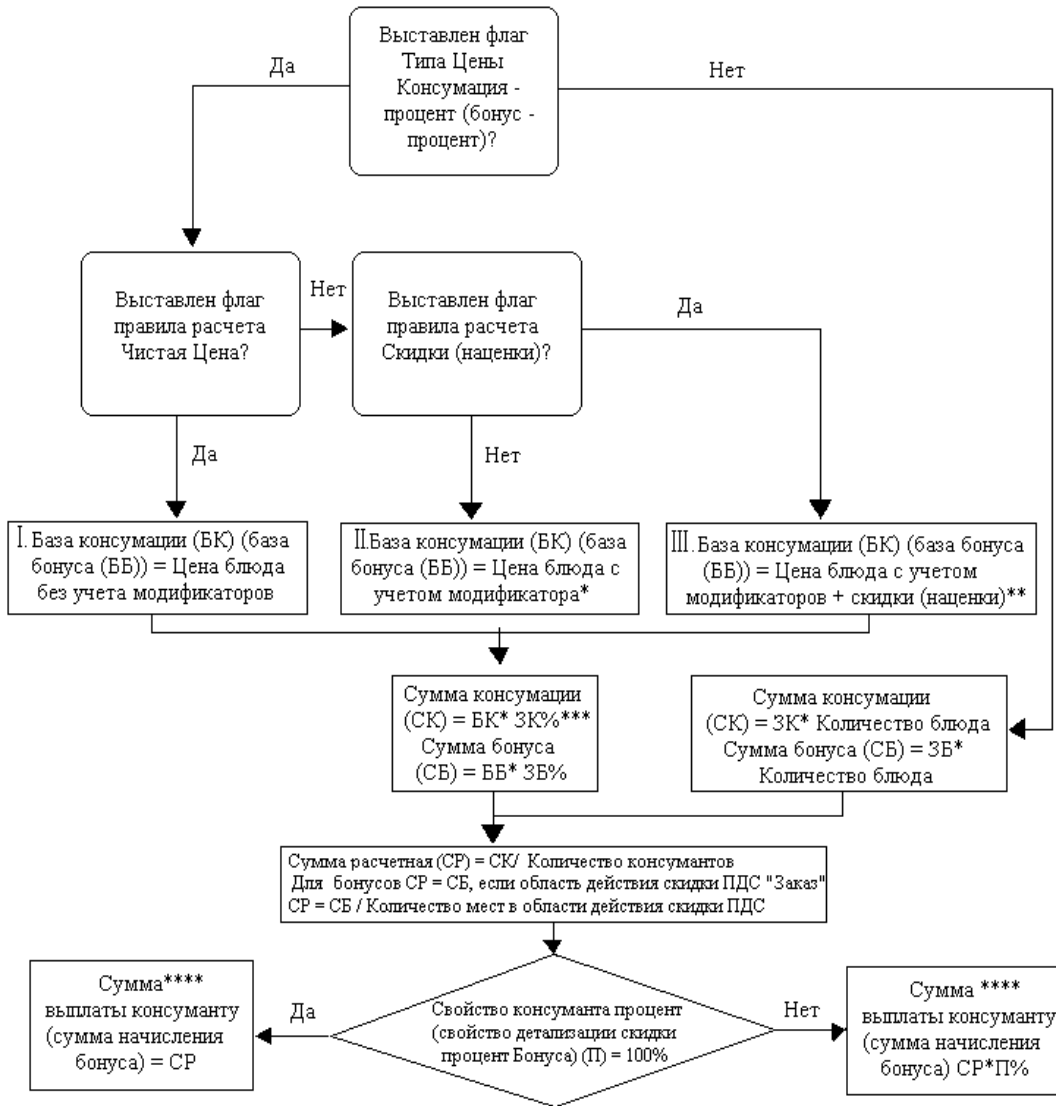 Выставлен флаг
Типа Цены
Консумация -
процент (бонус -
процент)?
Да
Нет
Выставлен флаг
правила расчета
Чистая Цена?
Нет
Выставлен флаг
правила расчета
Скидки (наценки)?
Да
Да
Нет
I. База консумации (БК) (база
бонуса (ББ)) = Цена блюда
без учета модификаторов
II.База консумации (БК) (база
бонуса (ББ)) = Цена блюда с
учетом модификатора*
III. База консумации (БК) (база бонуса
(ББ)) = Цена блюда с учетом
модификаторов + скидки (наценки)**
Сумма консумации
(СК) = БК* ЗК%***
Сумма бонуса
(СБ) = ББ* ЗБ%
Сумма консумации
(СК) = ЗК* Количество блюда
Сумма бонуса (СБ) = ЗБ*
Количество блюда
Сумма расчетная (СР) = СК/ Количество консумантов
Для бонусов СР = СБ, если область действия скидки ПДС "Заказ"
СР = СБ / Количество мест в области действия скидки ПДС
Сумма****
выплаты консуманту
(сумма начисления
бонуса) = СР
Да
Свойство консуманта процент
(свойство детализации скидки
процент Бонуса) (П) = 100%
Нет
Сумма ****
выплаты консуманту
(сумма начисления
бонуса) СР*П%